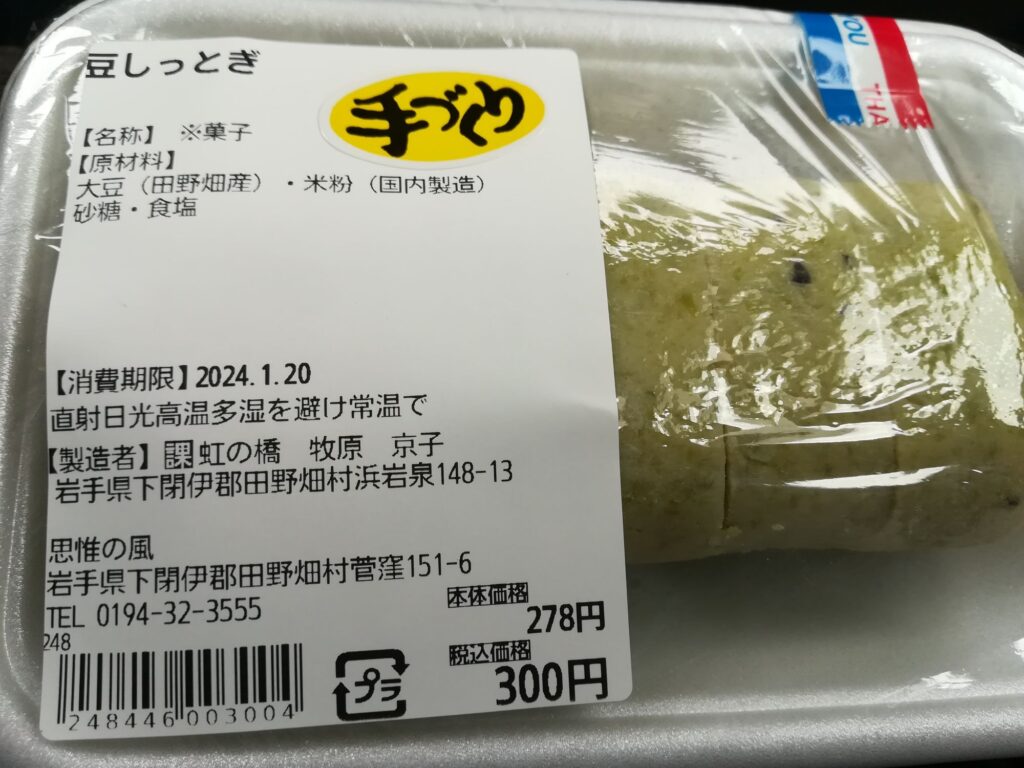 豆しっとぎ
手づくり
【名称】 ※菓子
【原材料】
大豆（田野畑産）・米粉（国内製造）
砂糖・食塩
【消費期限】2024.1.20
直射日光高温多湿を避け常温で
【製造者】 虹の橋 牧原 京子
岩手県下閉伊郡田野畑村浜岩泉148-13
思惟の風
岩手県下閉伊郡田野畑村菅窪151-6
TEL 0194-32-3555
本体価格
278円
248
税込価格
300円
248446 003004
プラ
YOU
THA